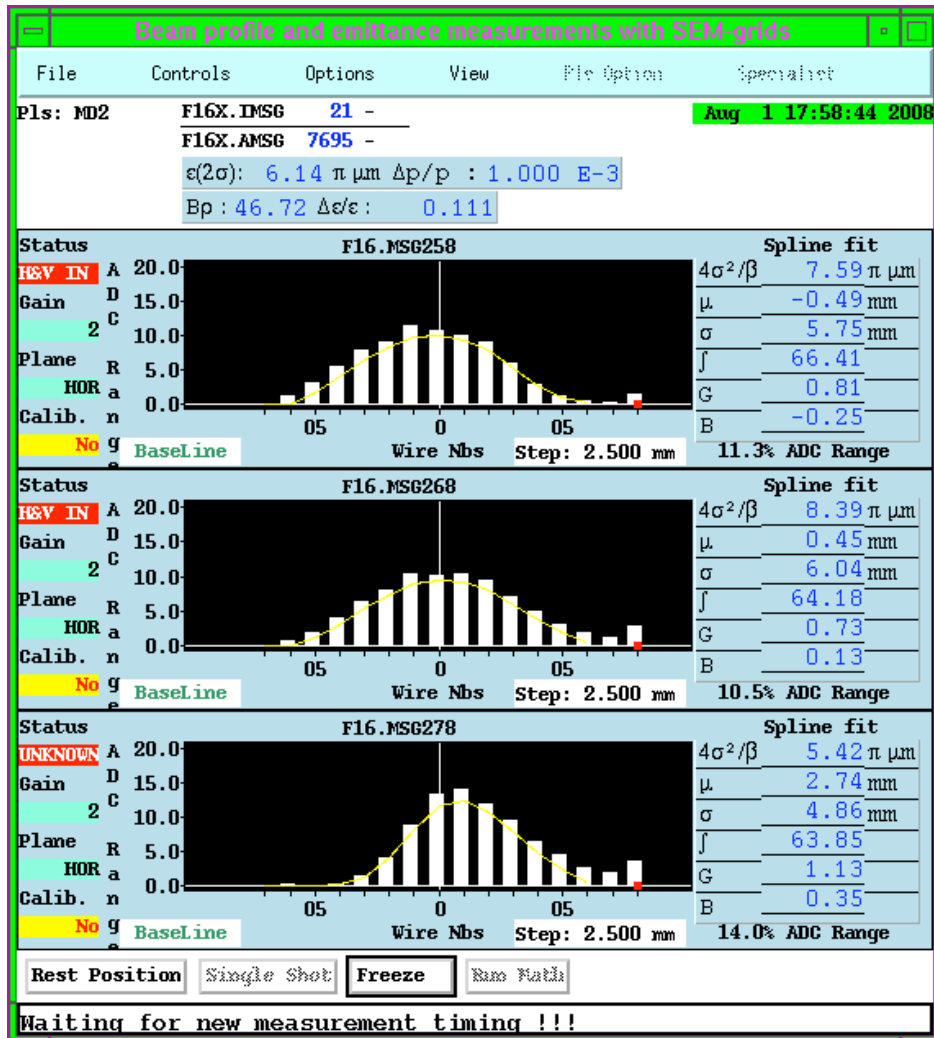 Beam profile and emittance measurements with SEM-grids
File Controls Options View Pls Option Specialist
Pls: MD2 F16X.IMSG 21 - Aug 1 17:58:44 2008
F16X.AMSG 7695 -
ε(2σ): 6.14 π μm Δp/p : 1.000 E-3
Bρ : 46.72 Δε/ε : 0.111
Status F16.MSG258 Spline fit
H&V IN ADC Range 20.0 4σ²/β 7.59 π μm
Gain 15.0 μ -0.49 mm
2 10.0 σ 5.75 mm
Plane 5.0 ∫ 66.41
HOR 0.0 G 0.81
Calib. 05 0 05 B -0.25
No BaseLine Wire Nbs Step: 2.500 mm 11.3% ADC Range
Status F16.MSG268 Spline fit
H&V IN ADC Range 20.0 4σ²/β 8.39 π μm
Gain 15.0 μ 0.45 mm
2 10.0 σ 6.04 mm
Plane 5.0 ∫ 64.18
HOR 0.0 G 0.73
Calib. 05 0 05 B 0.13
No BaseLine Wire Nbs Step: 2.500 mm 10.5% ADC Range
Status F16.MSG278 Spline fit
UNKNOWN ADC Range 20.0 4σ²/β 5.42 π μm
Gain 15.0 μ 2.74 mm
2 10.0 σ 4.86 mm
Plane 5.0 ∫ 63.85
HOR 0.0 G 1.13
Calib. 05 0 05 B 0.35
No BaseLine Wire Nbs Step: 2.500 mm 14.0% ADC Range
Rest Position Single Shot Freeze Run Math
Waiting for new measurement timing !!!